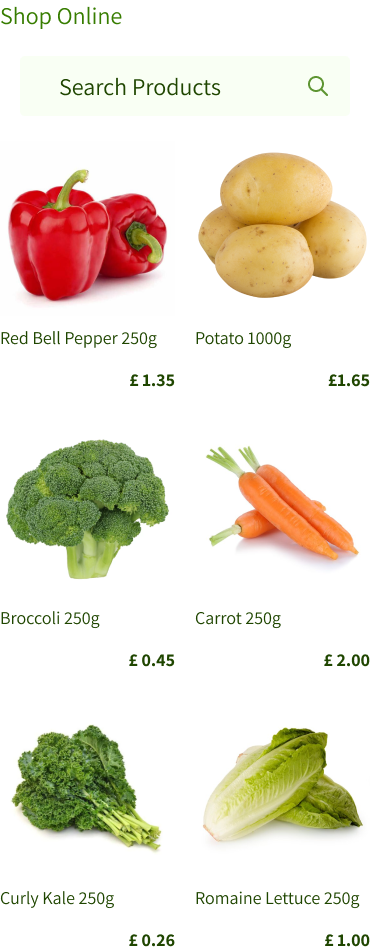 Shop Online
Search Products
Red Bell Pepper 250g
Potato 1000g
£ 1.35
£1.65
Broccoli 250g
Carrot 250g
£ 0.45
£ 2.00
Curly Kale 250g
Romaine Lettuce 250g
£ 0.26
£ 1.00